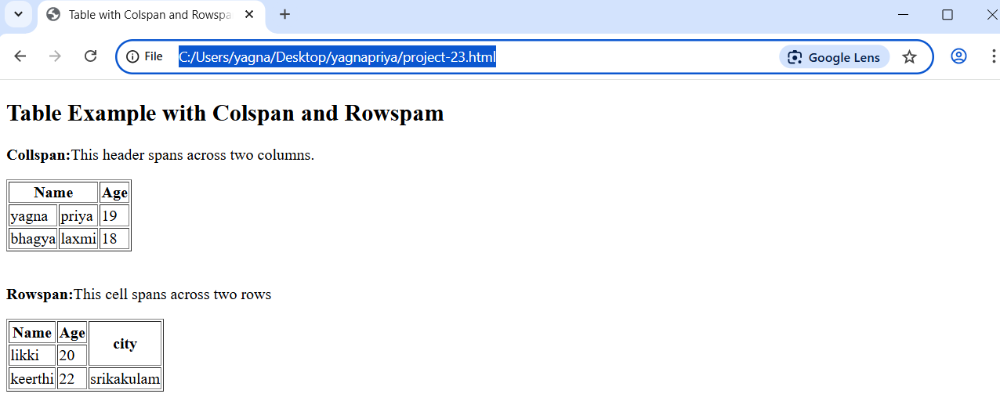 Table with Colspan and Rowspa
File C:/Users/yagna/Desktop/yagnapriya/project-23.html Google Lens
Table Example with Colspan and Rowspam
Collspan:This header spans across two columns.
Name Age
yagna priya 19
bhagya laxmi 18
Rowspan:This cell spans across two rows
Name Age city
likki 20
keerthi 22 srikakulam